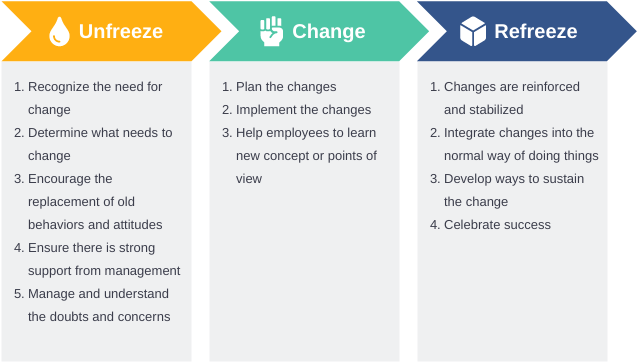 Unfreeze
1. Recognize the need for
change
2. Determine what needs to
change
3. Encourage the
replacement of old
behaviors and attitudes
4. Ensure there is strong
support from management
5. Manage and understand
the doubts and concerns
Change
1. Plan the changes
2. Implement the changes
3. Help employees to learn
new concept or points of
view
Refreeze
1. Changes are reinforced
and stabilized
2. Integrate changes into the
normal way of doing things
3. Develop ways to sustain
the change
4. Celebrate success